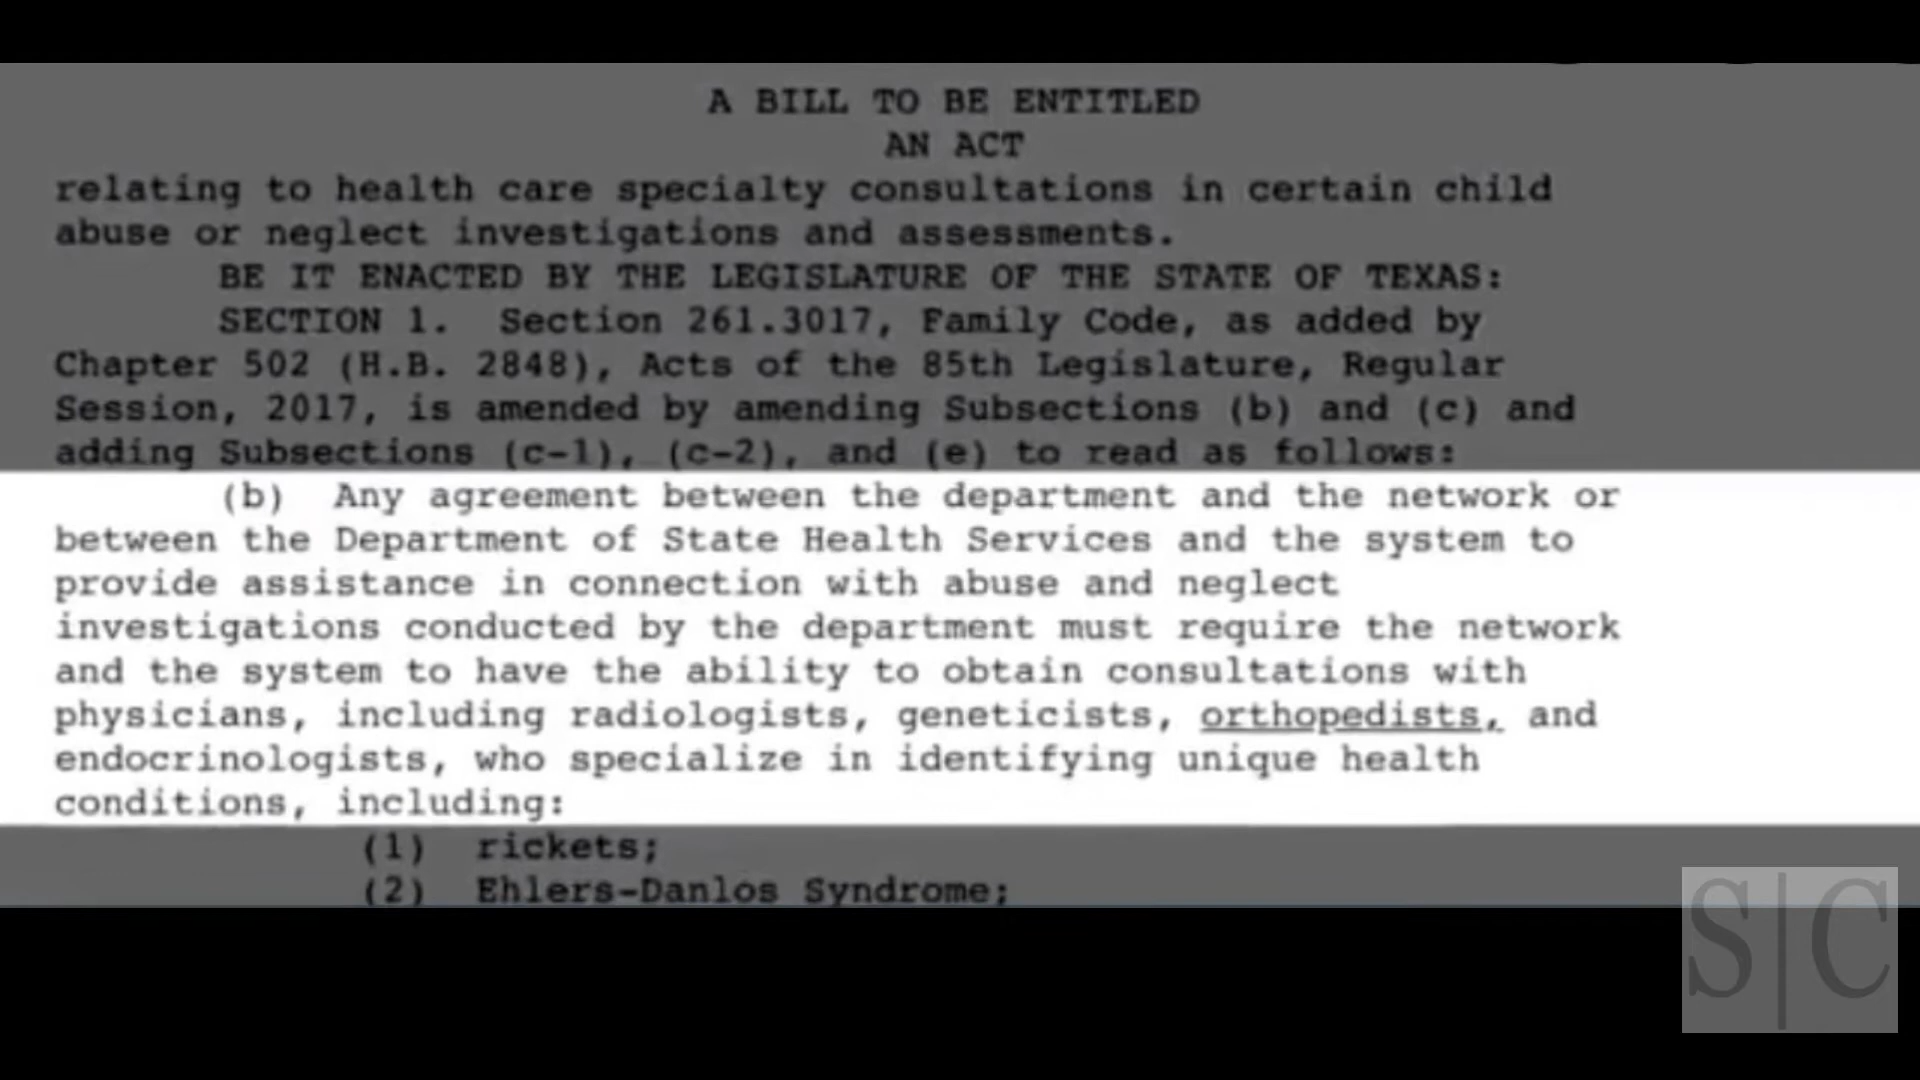 A BILL TO BE ENTITLED
AN ACT
relating to health care specialty consultations in certain child
abuse or neglect investigations and assessments.
BE IT ENACTED BY THE LEGISLATURE OF THE STATE OF TEXAS:
SECTION 1. Section 261.3017, Family Code, as added by
Chapter 502 (H.B. 2848), Acts of the 85th Legislature, Regular
Session, 2017, is amended by amending Subsections (b) and (c) and
adding Subsections (c-1), (c-2), and (e) to read as follows:
(b) Any agreement between the department and the network or
between the Department of State Health Services and the system to
provide assistance in connection with abuse and neglect
investigations conducted by the department must require the network
and the system to have the ability to obtain consultations with
physicians, including radiologists, geneticists, orthopedists, and
endocrinologists, who specialize in identifying unique health
conditions, including:
(1) rickets;
(2) Ehlers-Danlos Syndrome;
S|C